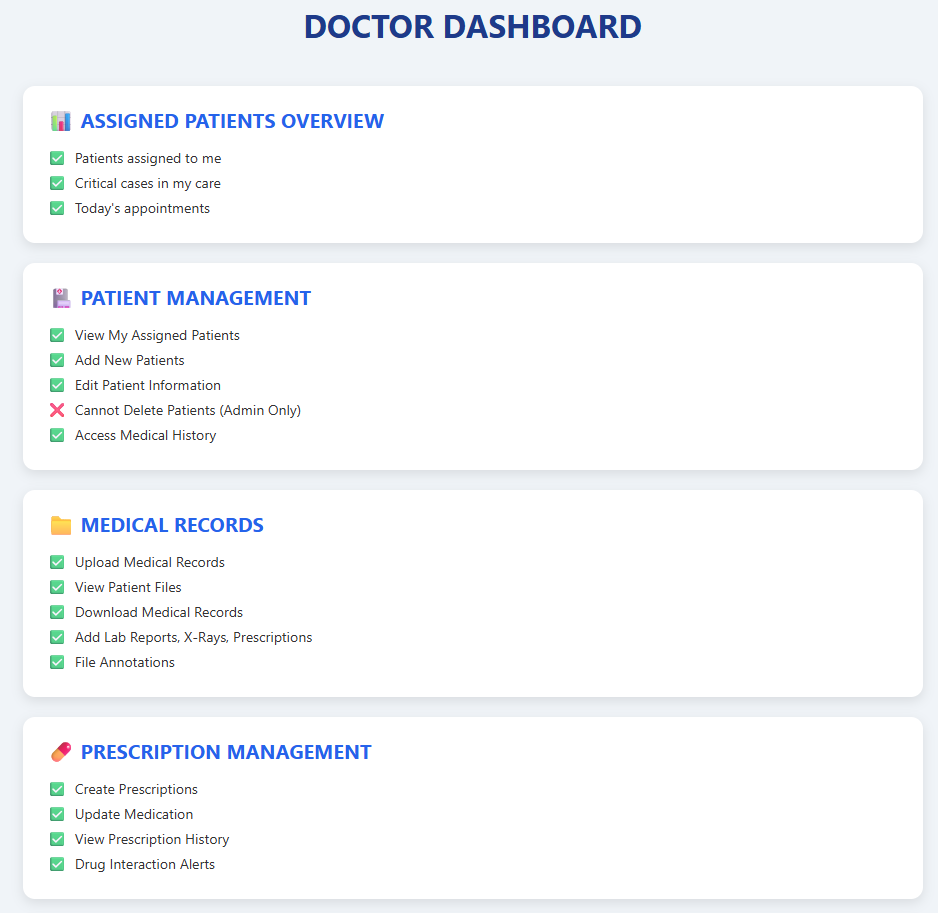 DOCTOR DASHBOARD
ASSIGNED PATIENTS OVERVIEW
Patients assigned to me
Critical cases in my care
Today's appointments
PATIENT MANAGEMENT
View My Assigned Patients
Add New Patients
Edit Patient Information
Cannot Delete Patients (Admin Only)
Access Medical History
MEDICAL RECORDS
Upload Medical Records
View Patient Files
Download Medical Records
Add Lab Reports, X-Rays, Prescriptions
File Annotations
PRESCRIPTION MANAGEMENT
Create Prescriptions
Update Medication
View Prescription History
Drug Interaction Alerts